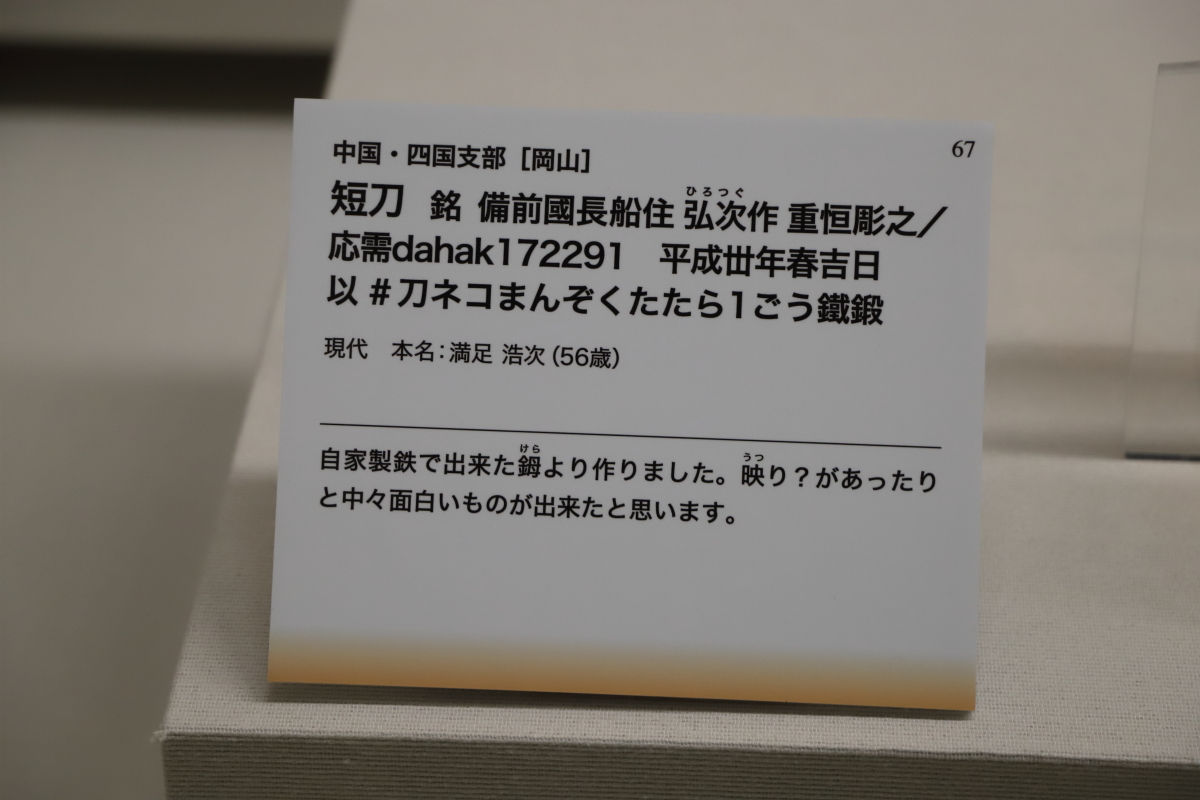 67
中国・四国支部［岡山］
ひろつぐ
短刀 銘 備前國長船住 弘次作 重恒彫之／
応需dahak172291 平成丗年春吉日
以 #刀ネコまんぞくたたら1ごう鐵鍛
現代 本名：満足 浩次（56歳）
けら うつ
自家製鉄で出来た鉧より作りました。映り？があったり
と中々面白いものが出来たと思います。